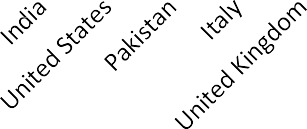 India
United States
Pakistan
Italy
United Kingdom